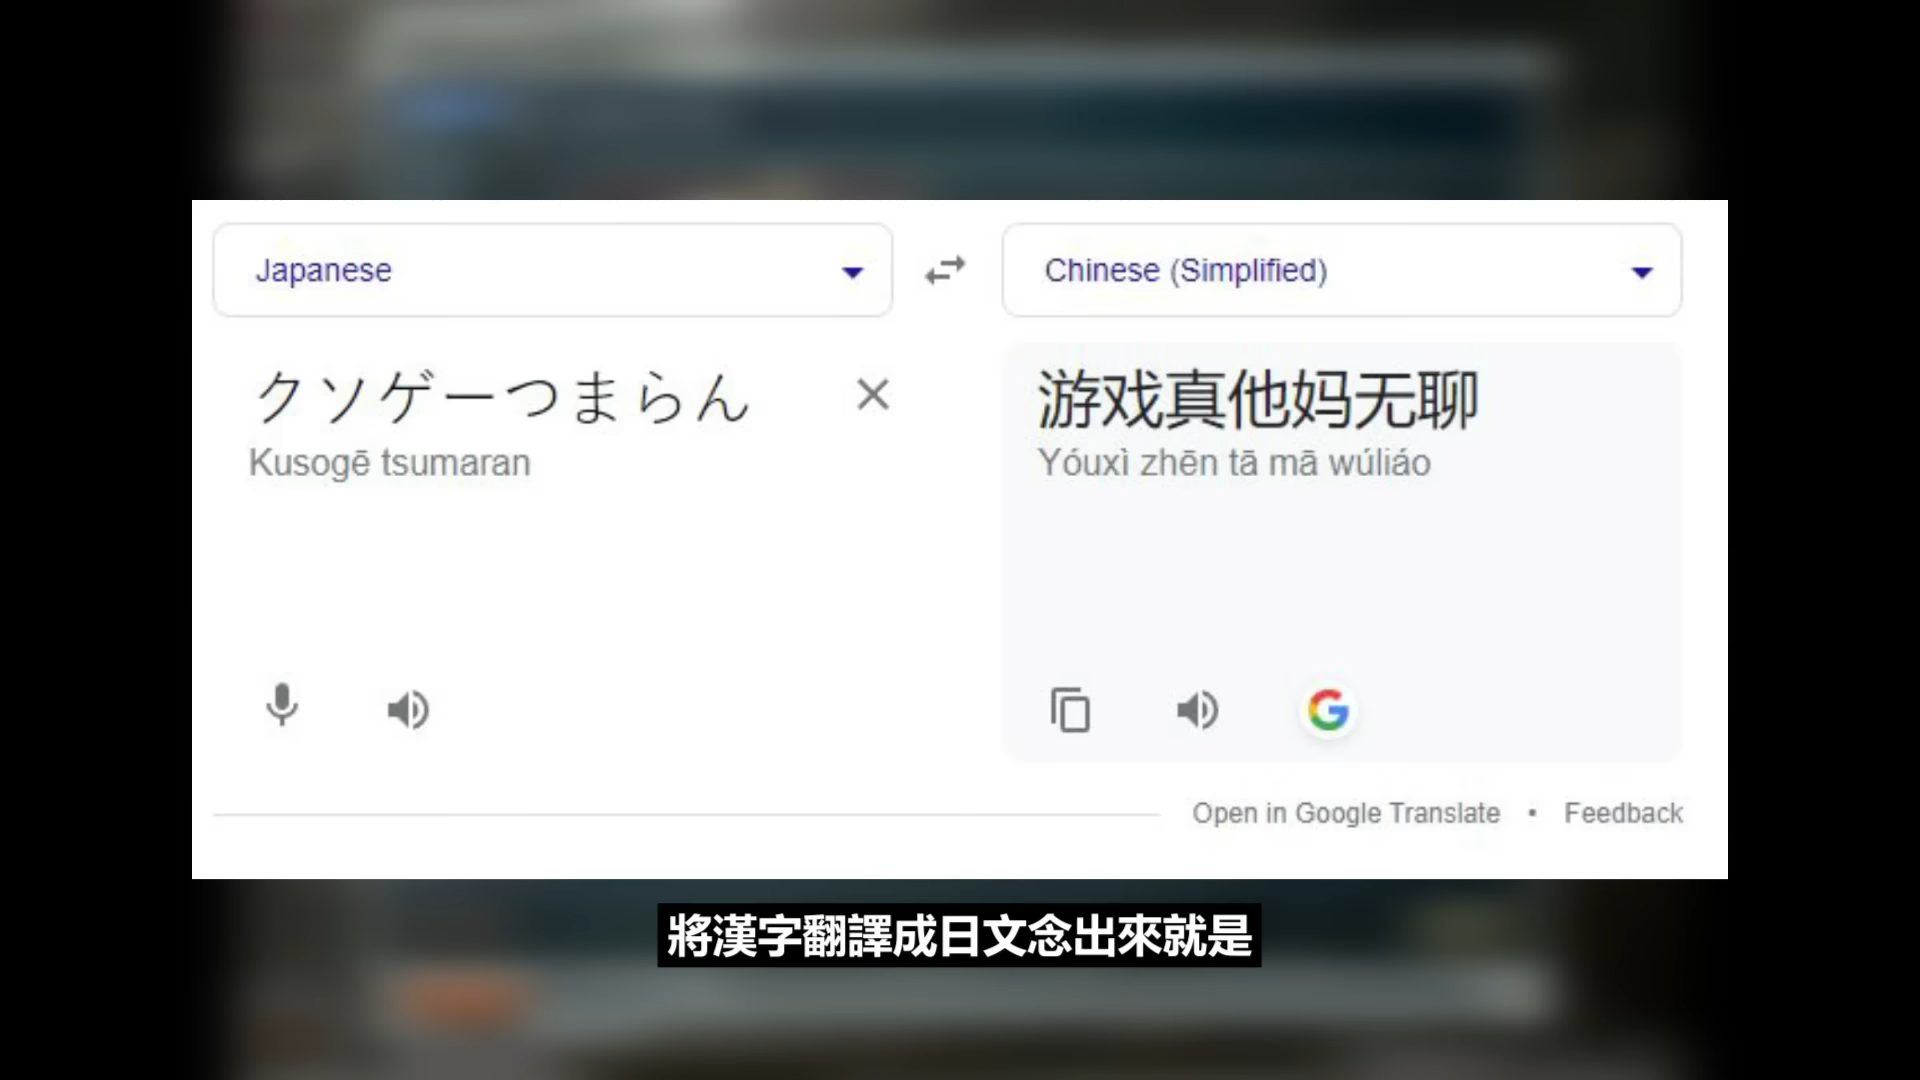 Japanese
Chinese (Simplified)
クソゲーつまらん
Kusogē tsumaran
游戏真他妈无聊
Yóuxì zhēn tā mā wúliáo
Open in Google Translate • Feedback
將漢字翻譯成日文念出來就是